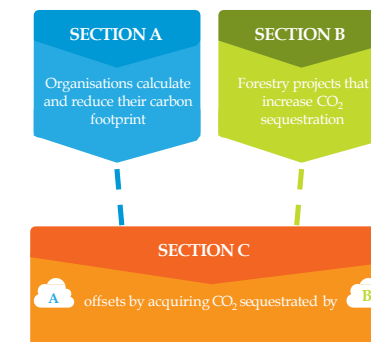 SECTION A
Organisations calculate
and reduce their carbon
footprint
SECTION B
Forestry projects that
increase CO₂
sequestration
SECTION C
A offsets by acquiring CO₂ sequestrated by B